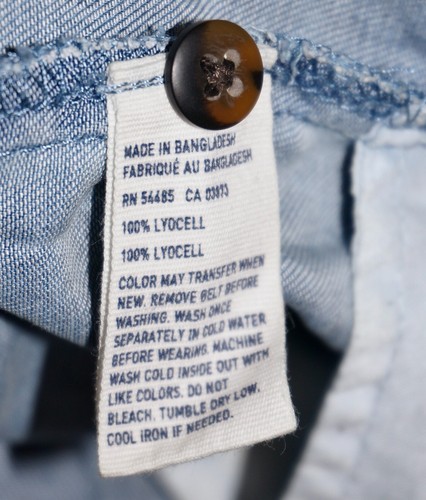 MADE IN BANGLADESH
FABRIQUÉ AU BANGLADESH
RN 54485 CA 03973
100% LYOCELL
100% LYOCELL
COLOR MAY TRANSFER WHEN
NEW. REMOVE BELT BEFORE
WASHING. WASH ONCE
SEPARATELY IN COLD WATER
BEFORE WEARING. MACHINE
WASH COLD INSIDE OUT WITH
LIKE COLORS. DO NOT
BLEACH. TUMBLE DRY LOW.
COOL IRON IF NEEDED.